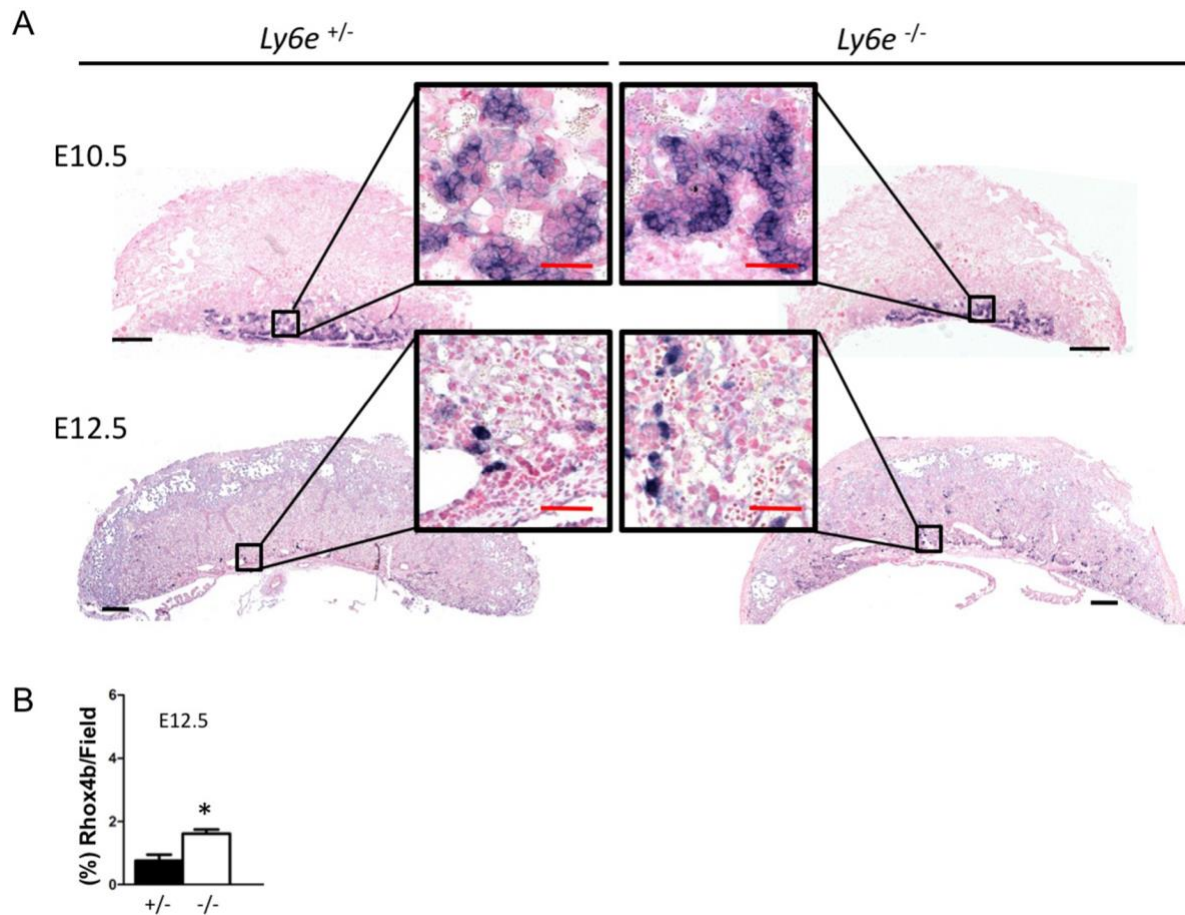 A
Ly6e +/-
Ly6e -/-
E10.5
E12.5
B
(%) Rhox4b/Field
6
E12.5
4
2
*
0
+/-
-/-